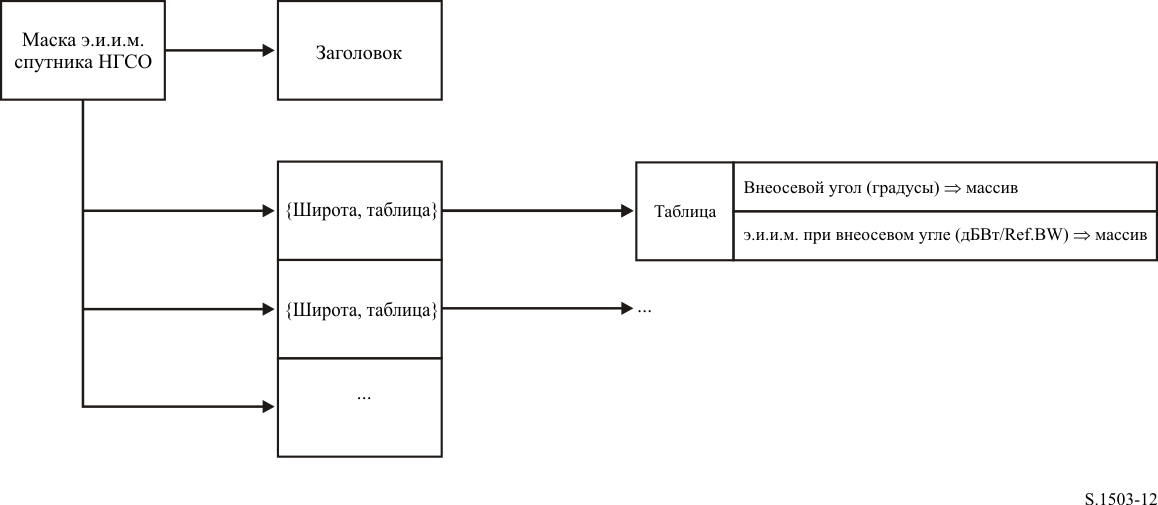 Маска э.и.и.м.
спутника НГСО
Заголовок
{Широта, таблица}
Таблица
Внеосевой угол (градусы) ⇒ массив
э.и.и.м. при внеосевом угле (дБВт/Ref.BW) ⇒ массив
{Широта, таблица}
...
...
S.1503-12